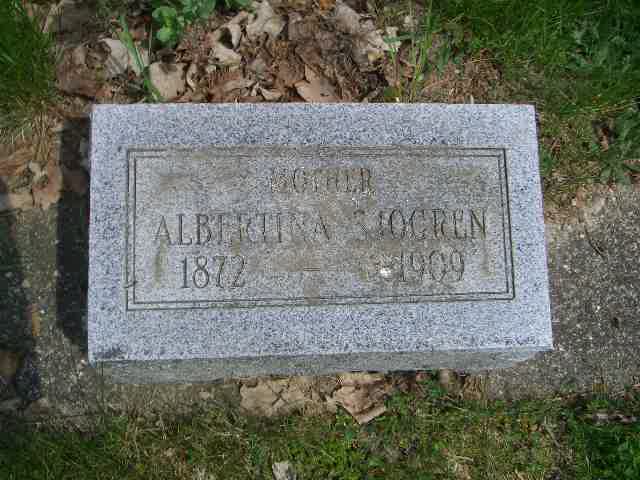 MOTHER
ALBERTINA SJOGREN
1872 — 1909